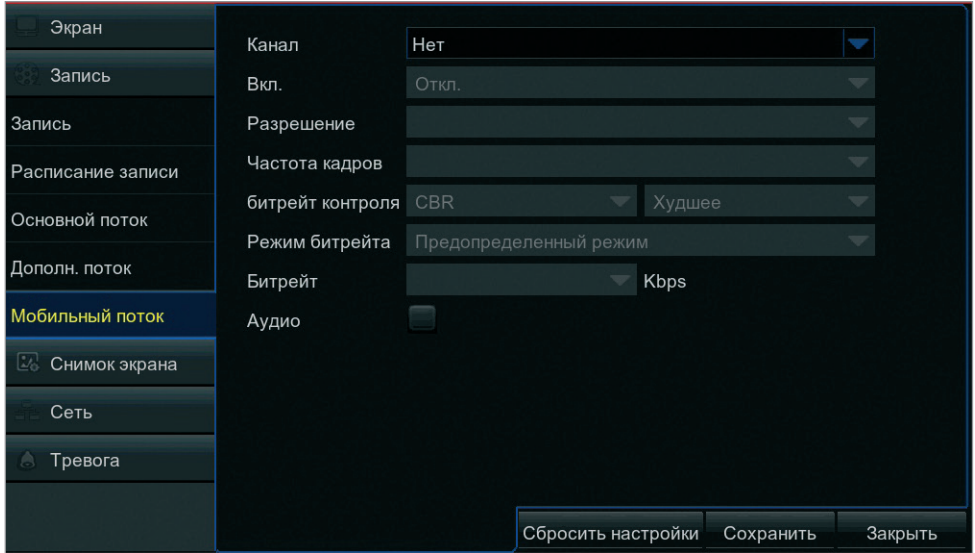 Экран
Запись
Запись
Расписание записи
Основной поток
Дополн. поток
Мобильный поток
Снимок экрана
Сеть
Тревога
Канал Нет
Вкл. Откл.
Разрешение
Частота кадров
битрейт контроля CBR Худшее
Режим битрейта Предопределенный режим
Битрейт Kbps
Аудио
Сбросить настройки Сохранить Закрыть